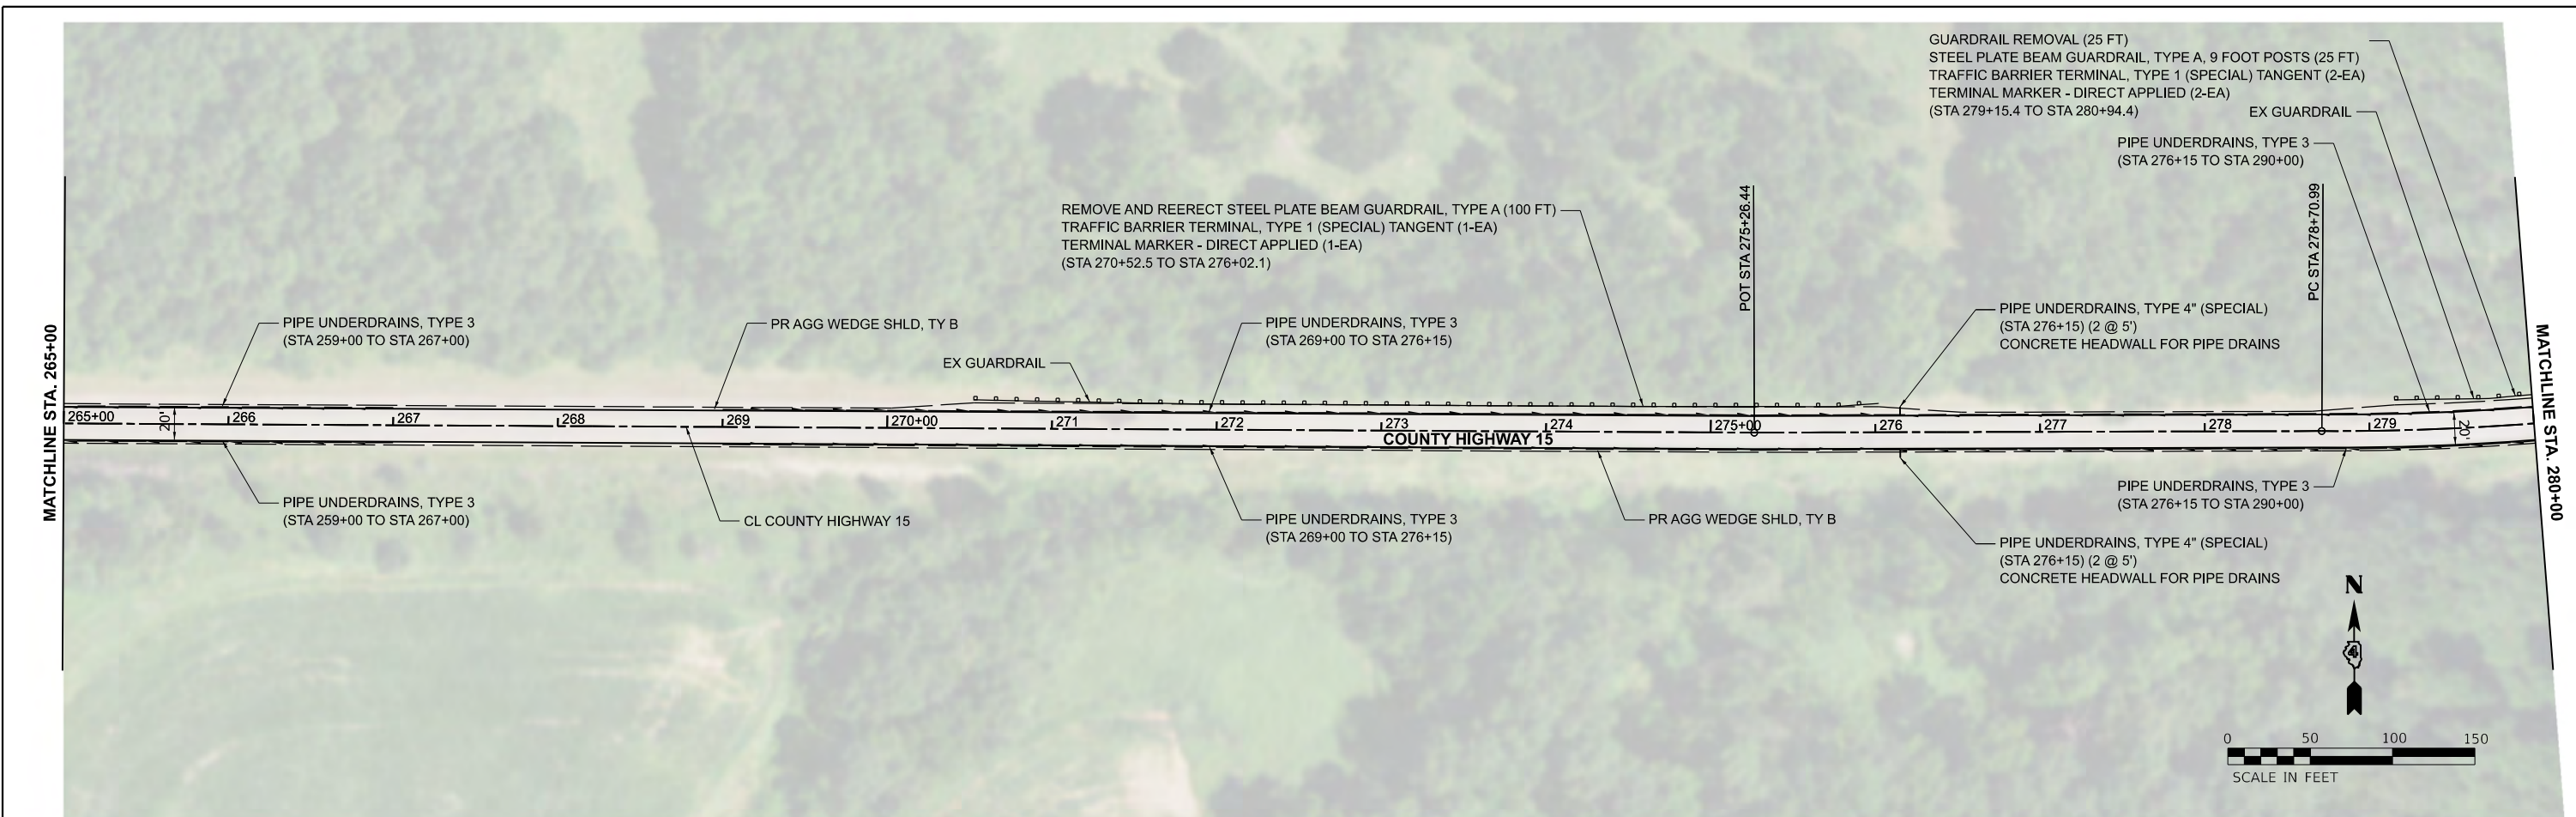 GUARDRAIL REMOVAL (25 FT)
STEEL PLATE BEAM GUARDRAIL, TYPE A, 9 FOOT POSTS (25 FT)
TRAFFIC BARRIER TERMINAL, TYPE 1 (SPECIAL) TANGENT (2-EA)
TERMINAL MARKER - DIRECT APPLIED (2-EA)
(STA 279+15.4 TO STA 280+94.4)
EX GUARDRAIL
PIPE UNDERDRAINS, TYPE 3
(STA 276+15 TO STA 290+00)
REMOVE AND REERECT STEEL PLATE BEAM GUARDRAIL, TYPE A (100 FT)
TRAFFIC BARRIER TERMINAL, TYPE 1 (SPECIAL) TANGENT (1-EA)
TERMINAL MARKER - DIRECT APPLIED (1-EA)
(STA 270+52.5 TO STA 276+02.1)
POT STA 275+26.44
PC STA 278+70.99
PIPE UNDERDRAINS, TYPE 3
(STA 259+00 TO STA 267+00)
PR AGG WEDGE SHLD, TY B
EX GUARDRAIL
PIPE UNDERDRAINS, TYPE 3
(STA 269+00 TO STA 276+15)
PIPE UNDERDRAINS, TYPE 4" (SPECIAL)
(STA 276+15) (2 @ 5')
CONCRETE HEADWALL FOR PIPE DRAINS
MATCHLINE STA. 265+00
MATCHLINE STA. 280+00
265+00
266
267
268
269
270+00
271
272
273
274
275+00
276
277
278
279
20'
20'
COUNTY HIGHWAY 15
PIPE UNDERDRAINS, TYPE 3
(STA 259+00 TO STA 267+00)
CL COUNTY HIGHWAY 15
PIPE UNDERDRAINS, TYPE 3
(STA 269+00 TO STA 276+15)
PR AGG WEDGE SHLD, TY B
PIPE UNDERDRAINS, TYPE 3
(STA 276+15 TO STA 290+00)
PIPE UNDERDRAINS, TYPE 4" (SPECIAL)
(STA 276+15) (2 @ 5')
CONCRETE HEADWALL FOR PIPE DRAINS
N
4
0 50 100 150
SCALE IN FEET